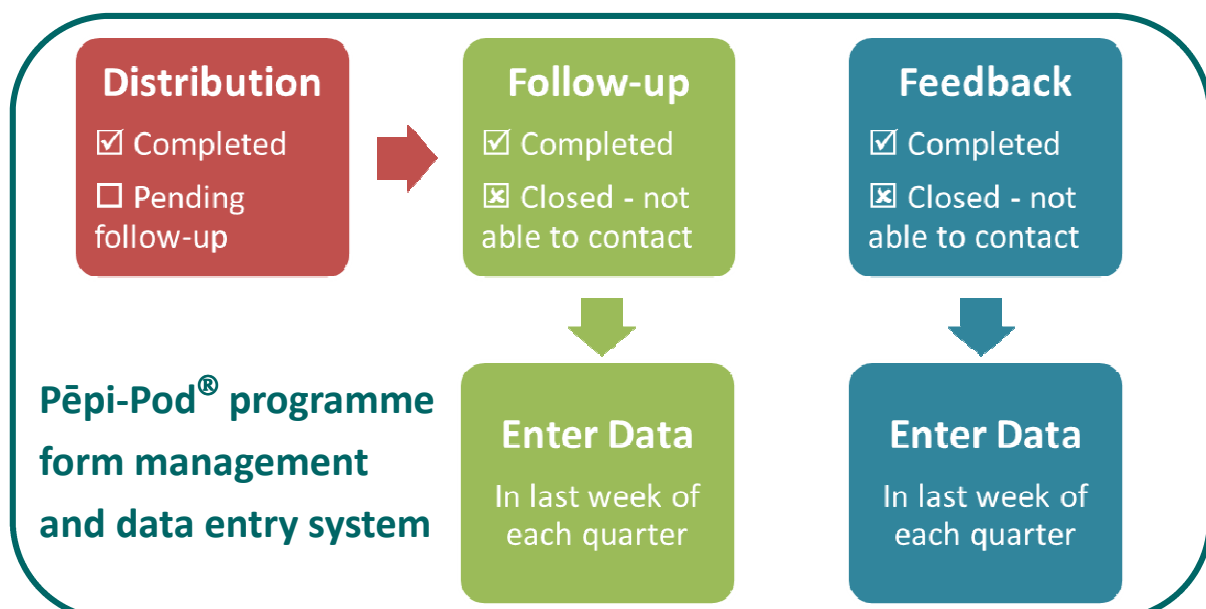 Distribution
☑ Completed
☐ Pending
follow-up
Follow-up
☑ Completed
☒ Closed - not
able to contact
Feedback
☑ Completed
☒ Closed - not
able to contact
Pēpi-Pod® programme
form management
and data entry system
Enter Data
In last week of
each quarter
Enter Data
In last week of
each quarter